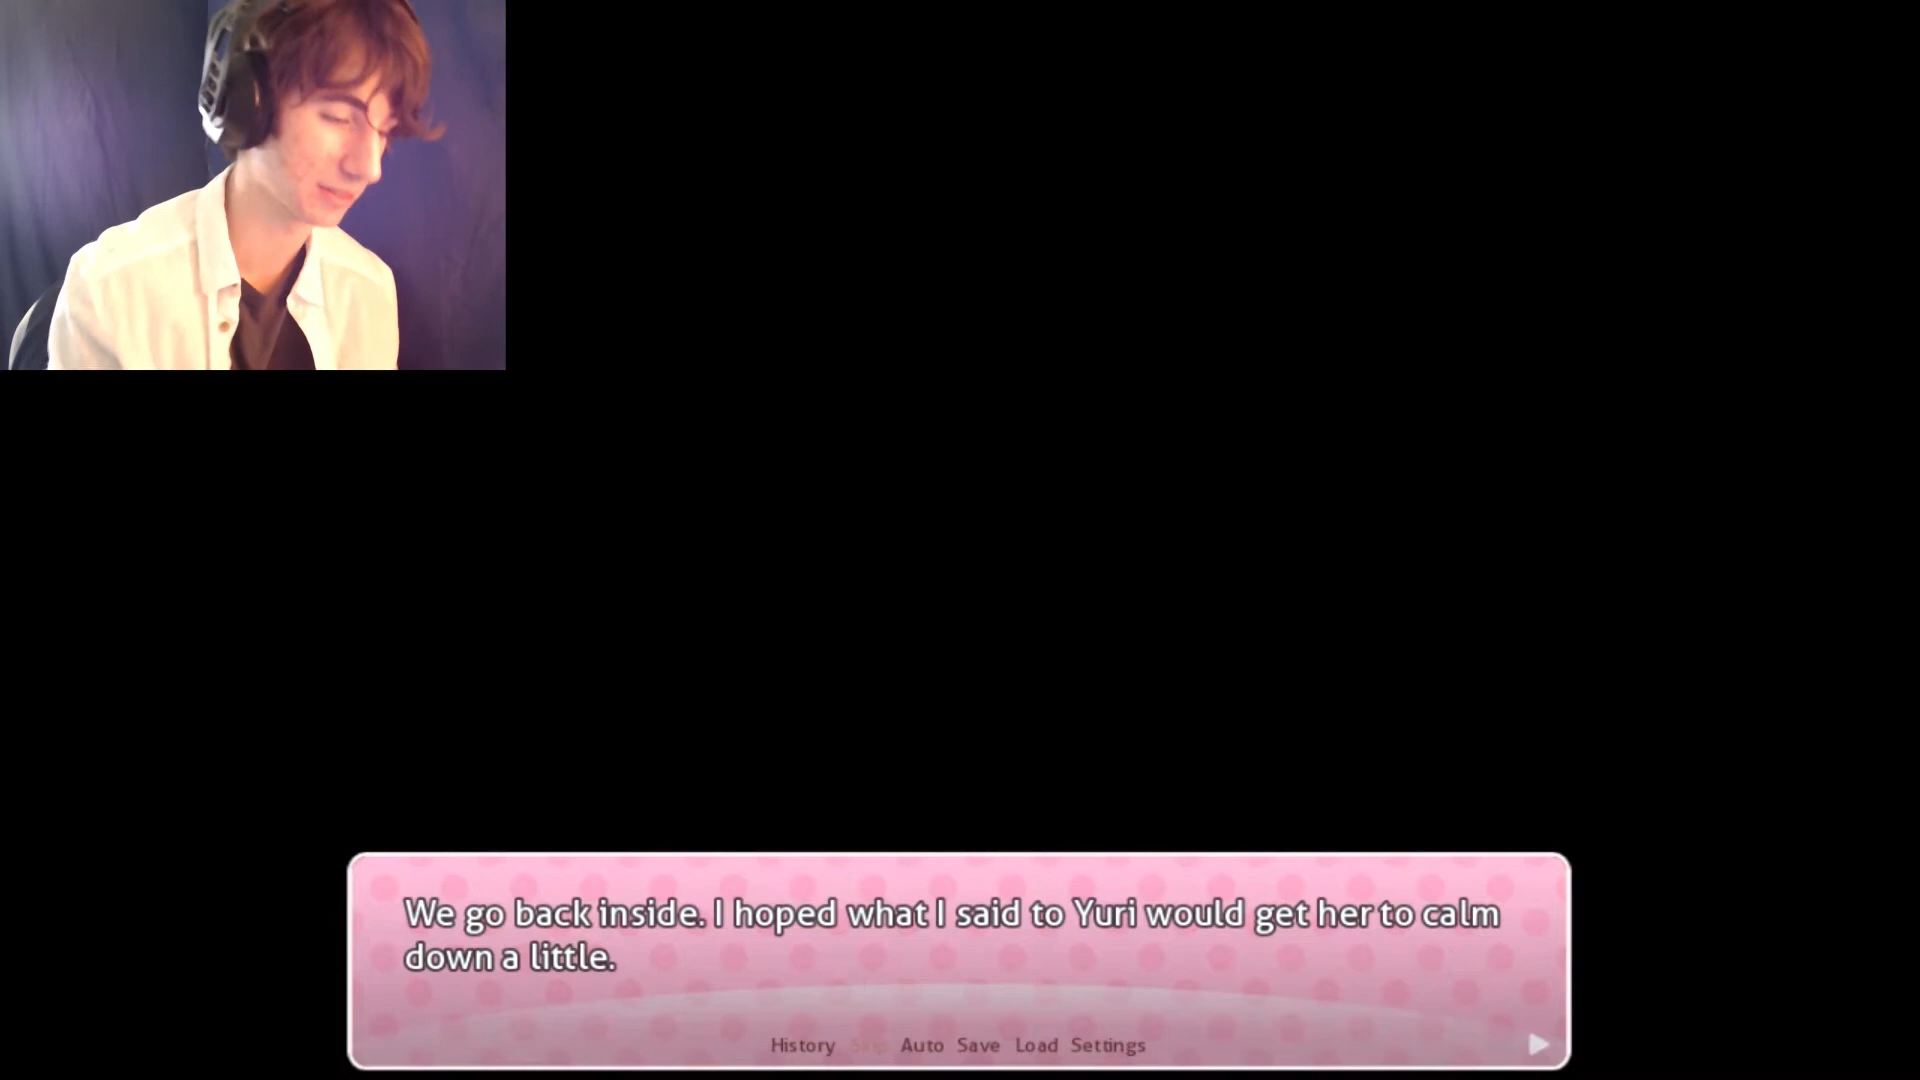 We go back inside. I hoped what I said to Yuri would get her to calm
down a little.
History Skip Auto Save Load Settings